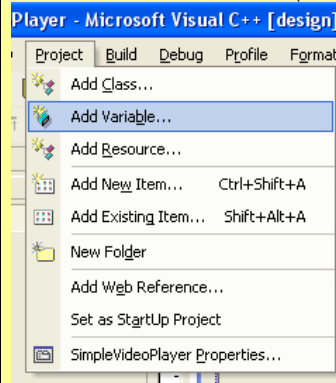 Player - Microsoft Visual C++ [design]
Project Build Debug Profile Format
Add Class...
Add Variable...
Add Resource...
Add New Item... Ctrl+Shift+A
Add Existing Item... Shift+Alt+A
New Folder
Add Web Reference...
Set as StartUp Project
SimpleVideoPlayer Properties...